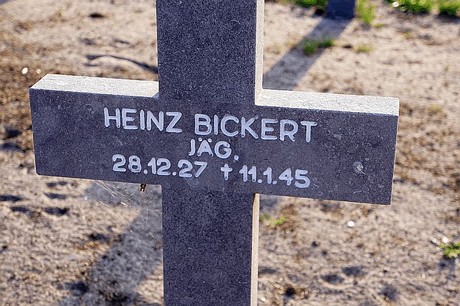 HEINZ BICKERT
JÄG.
28.12.27 † 11.1.45